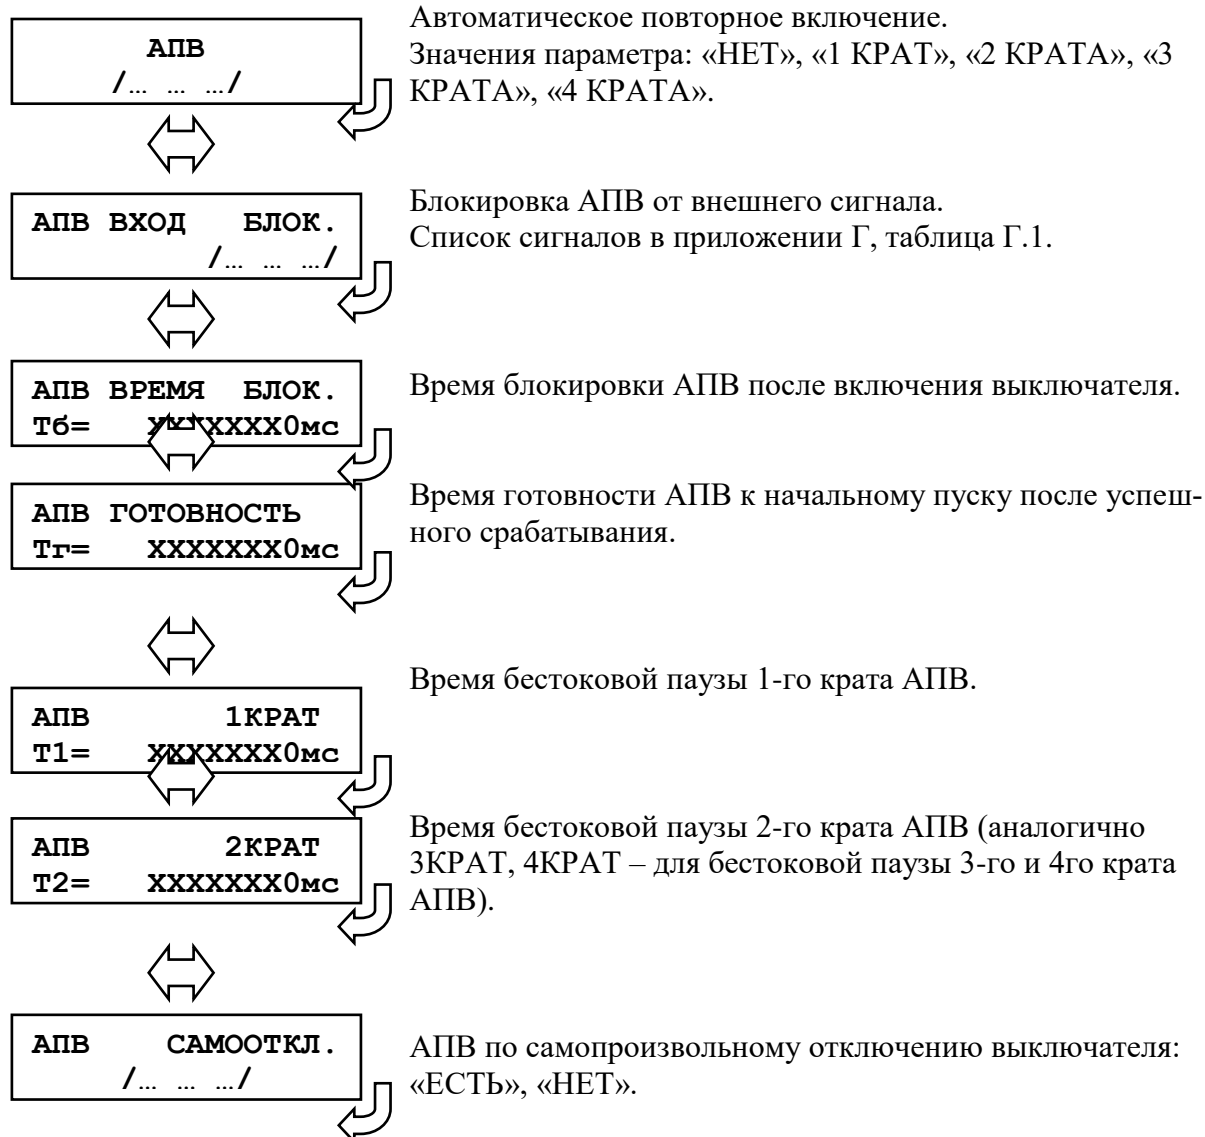 АПВ
/… … …/
Автоматическое повторное включение.
Значения параметра: «НЕТ», «1 КРАТ», «2 КРАТА», «3
КРАТА», «4 КРАТА».
АПВ ВХОД БЛОК.
/… … …/
Блокировка АПВ от внешнего сигнала.
Список сигналов в приложении Г, таблица Г.1.
АПВ ВРЕМЯ БЛОК.
Тб= XXXXXXX0мс
Время блокировки АПВ после включения выключателя.
АПВ ГОТОВНОСТЬ
Тг= XXXXXXX0мс
Время готовности АПВ к начальному пуску после успеш-
ного срабатывания.
АПВ 1КРАТ
Т1= XXXXXXX0мс
Время бестоковой паузы 1-го крата АПВ.
АПВ 2КРАТ
Т2= XXXXXXX0мс
Время бестоковой паузы 2-го крата АПВ (аналогично
3КРАТ, 4КРАТ – для бестоковой паузы 3-го и 4го крата
АПВ).
АПВ САМООТКЛ.
/… … …/
АПВ по самопроизвольному отключению выключателя:
«ЕСТЬ», «НЕТ».